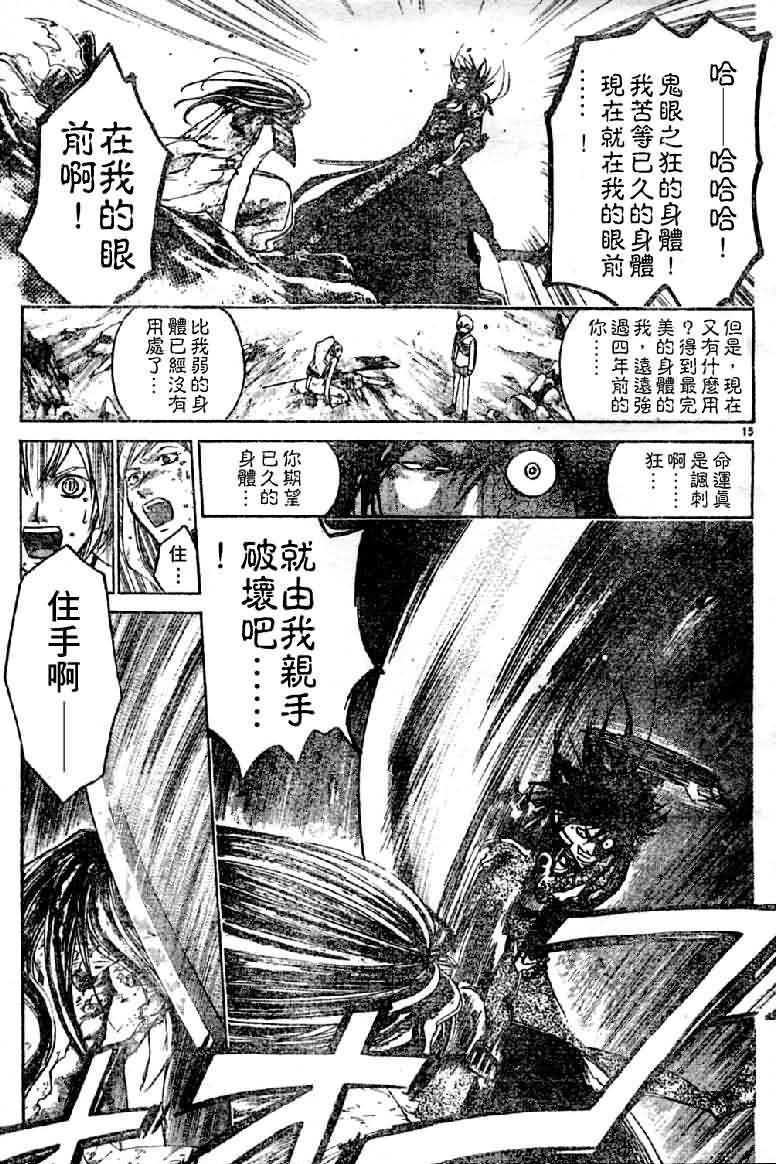 哈——哈哈哈！
鬼眼之狂的身體！
我苦等已久的身體
現在就在我的眼前
……！
在我的眼
前啊！
但是，現在
又有什麼用
？得到最完
美的身體的
我，遠遠強
過四年前的
你……
比我弱的身
體已經沒有
用處了…
15
命運真
是諷刺
啊……
狂……
你期望
已久的
身體…
就由我親手
破壞吧……
！
住…
住手啊——